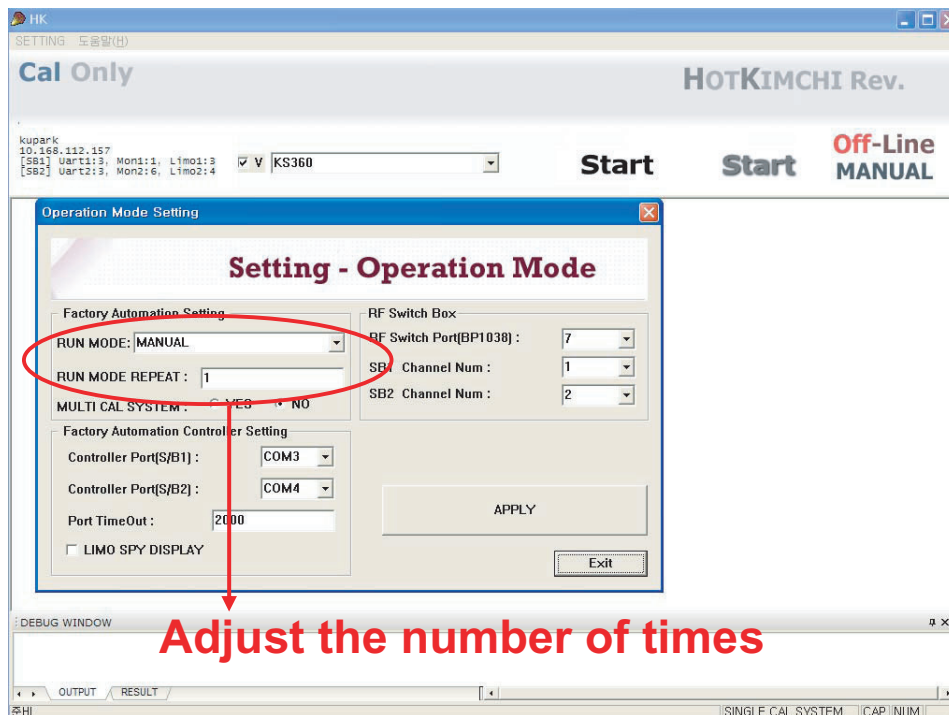 HK
SETTING 도움말(H)
Cal Only
HOTKIMCHI Rev.
kupark
10.168.112.157
[SB1] Uart1:3, Mon1:1, Limo1:3
[SB2] Uart2:3, Mon2:6, Limo2:4
V KS360
Start
Start
Off-Line
MANUAL
Operation Mode Setting
Setting - Operation Mode
Factory Automation Setting
RUN MODE: MANUAL
RUN MODE REPEAT : 1
MULTI CAL SYSTEM : YES NO
RF Switch Box
RF Switch Port(BP1038) : 7
SB1 Channel Num : 1
SB2 Channel Num : 2
Factory Automation Controller Setting
Controller Port(S/B1) : COM3
Controller Port(S/B2) : COM4
Port TimeOut : 2000
LIMO SPY DISPLAY
APPLY
Exit
DEBUG WINDOW
Adjust the number of times
OUTPUT RESULT
준비
SINGLE CAL SYSTEM CAP NUM